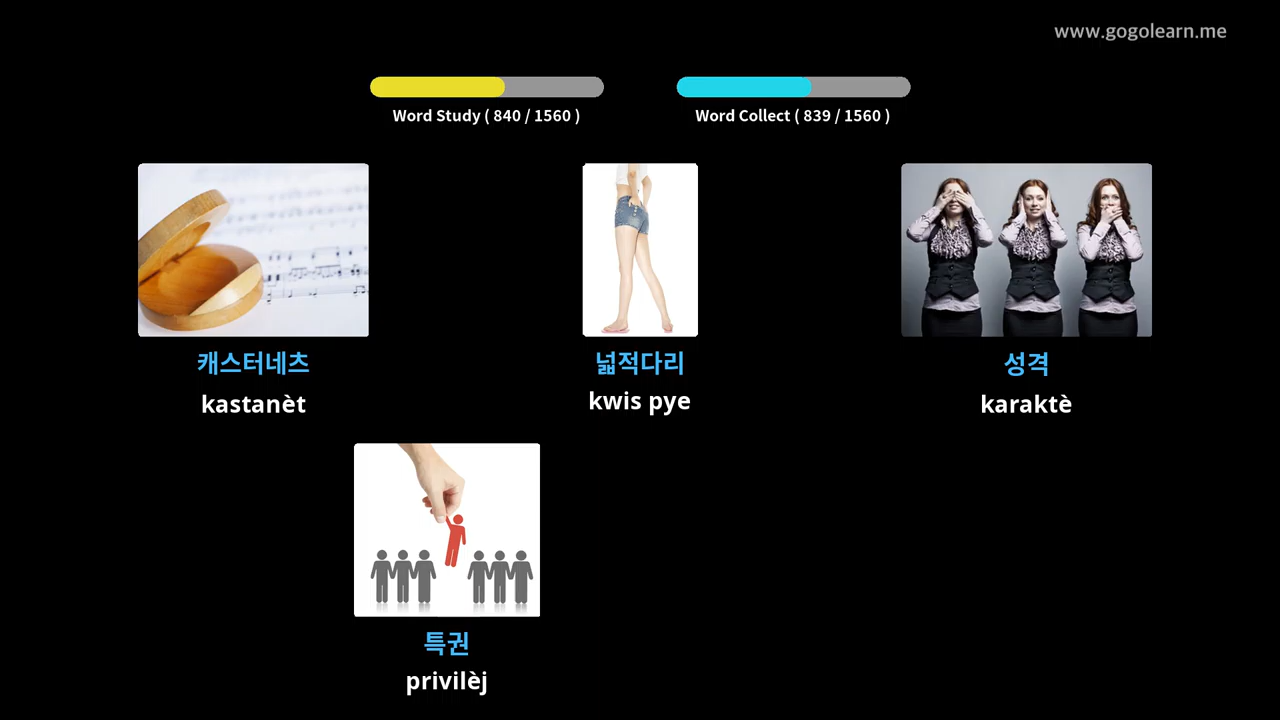 www.gogolearn.me
Word Study ( 840 / 1560 )
Word Collect ( 839 / 1560 )
캐스터네츠
넓적다리
성격
kastanèt
kwis pye
karaktè
특권
privilèj